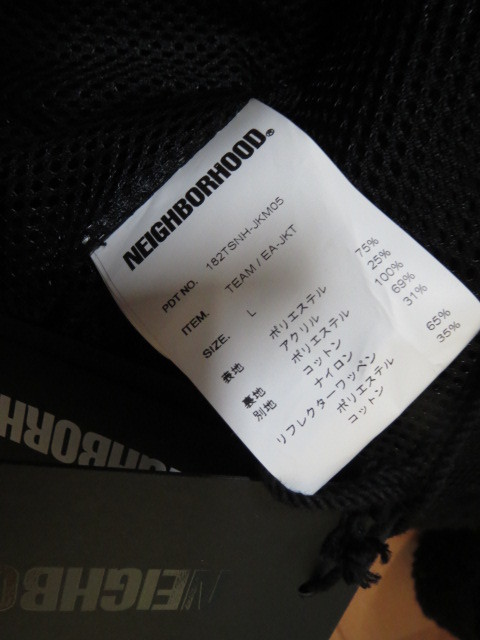 NEIGHBORHOOD®
PDT NO. 182TSNH-JKM05
ITEM. TEAM / EA-JKT
SIZE. L
表地 ポリエステル 75%
アクリル 25%
裏地 ポリエステル 100%
別地 コットン 69%
ナイロン 31%
リフレクターワッペン
ポリエステル 65%
コットン 35%
NEIGHBORH
NEIGHBO